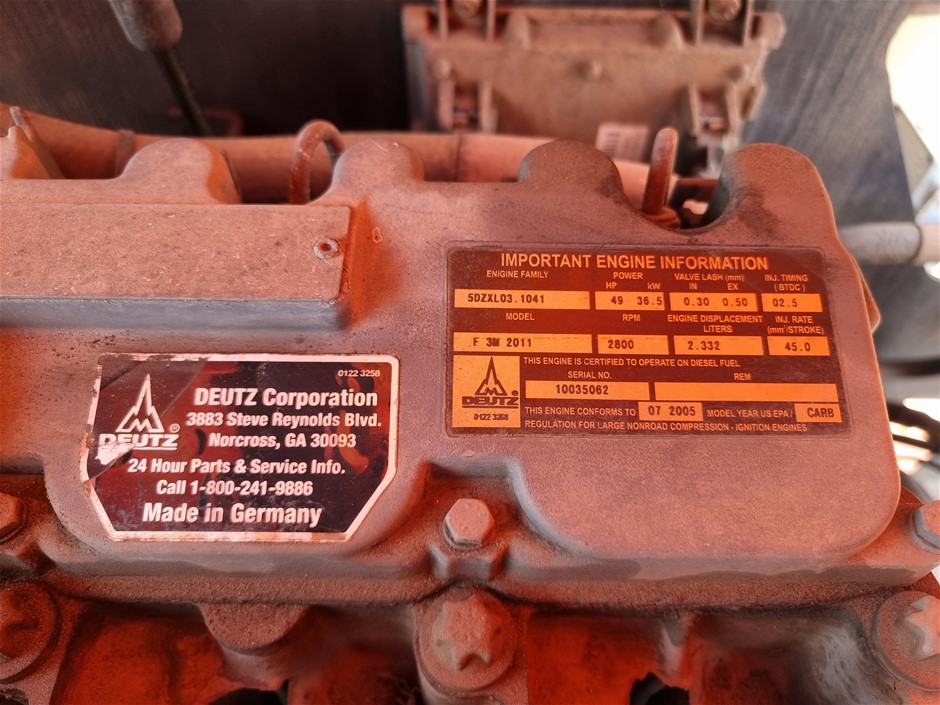 IMPORTANT ENGINE INFORMATION
ENIGINE FAMILY
POWER
HP kW
VALVE LASH (mm)
IN EX
INJ. TIMING
(BTDC)
5DZXL03.1041
49 36.5
0.30 0.50
02.5
MODEL
RPM
ENGINE DISPLACEMENT
LITERS
INJ. RATE
(mm³/STROKE)
F 3M 2011
2800
2.332
45.0
THIS ENGINE IS CERTIFIED TO OPERATE ON DIESEL FUEL
SERIAL NO.
REM
10035062
DEUTZ ®
0122 3258
THIS ENGINE CONFORMS TO 07 2005 MODEL YEAR US EPA / CARB
REGULATION FOR LARGE NONROAD COMPRESSION - IGNITION ENGINES
0122 3258
DEUTZ ®
DEUTZ Corporation
3883 Steve Reynolds Blvd.
Norcross, GA 30093
24 Hour Parts & Service Info.
Call 1-800-241-9886
Made in Germany